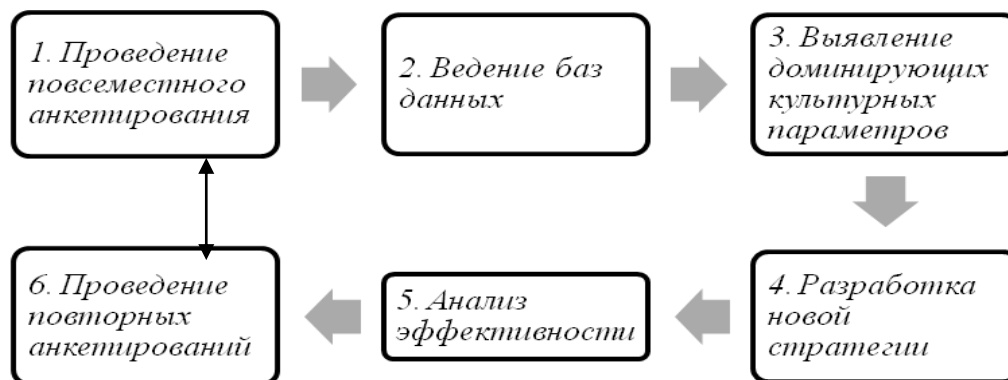 1. Проведение
повсеместного
анкетирования
2. Ведение баз
данных
3. Выявление
доминирующих
культурных
параметров
4. Разработка
новой
стратегии
5. Анализ
эффективности
6. Проведение
повторных
анкетирований